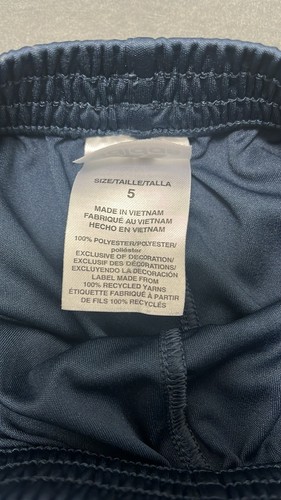 SIZE/TAILLE/TALLA
5
MADE IN VIETNAM
FABRIQUÉ AU VIETNAM
HECHO EN VIETNAM
100% POLYESTER/POLYESTER/
poliéster
EXCLUSIVE OF DECORATION/
EXCLUSIF DES DÉCORATIONS/
EXCLUYENDO LA DECORACIÓN
LABEL MADE FROM
100% RECYCLED YARNS
ÉTIQUETTE FABRIQUÉE À PARTIR
DE FILS 100% RECYCLÉS